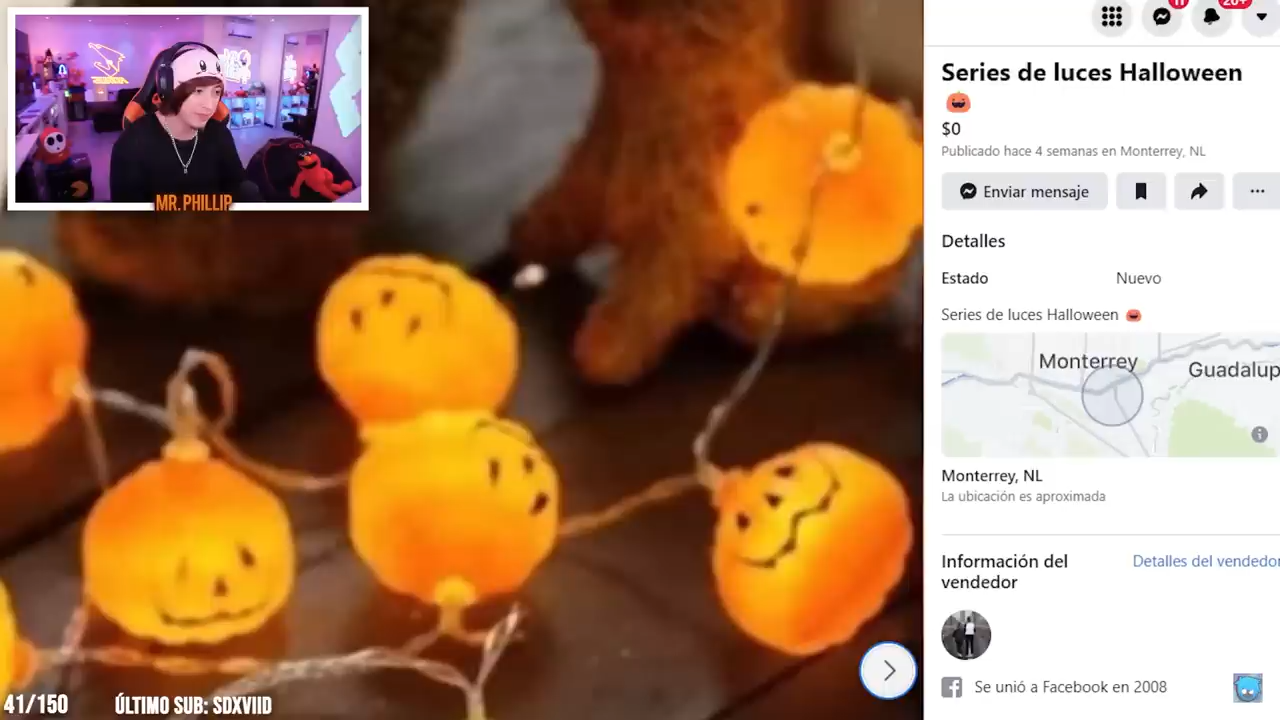 MR. PHILLIP
41/150
ÚLTIMO SUB: SDXVIID
11
20+
Series de luces Halloween
$0
Publicado hace 4 semanas en Monterrey, NL
Enviar mensaje
Detalles
Estado Nuevo
Series de luces Halloween
Monterrey
Guadalup
Monterrey, NL
La ubicación es aproximada
Información del Detalles del vendedor
vendedor
Se unió a Facebook en 2008